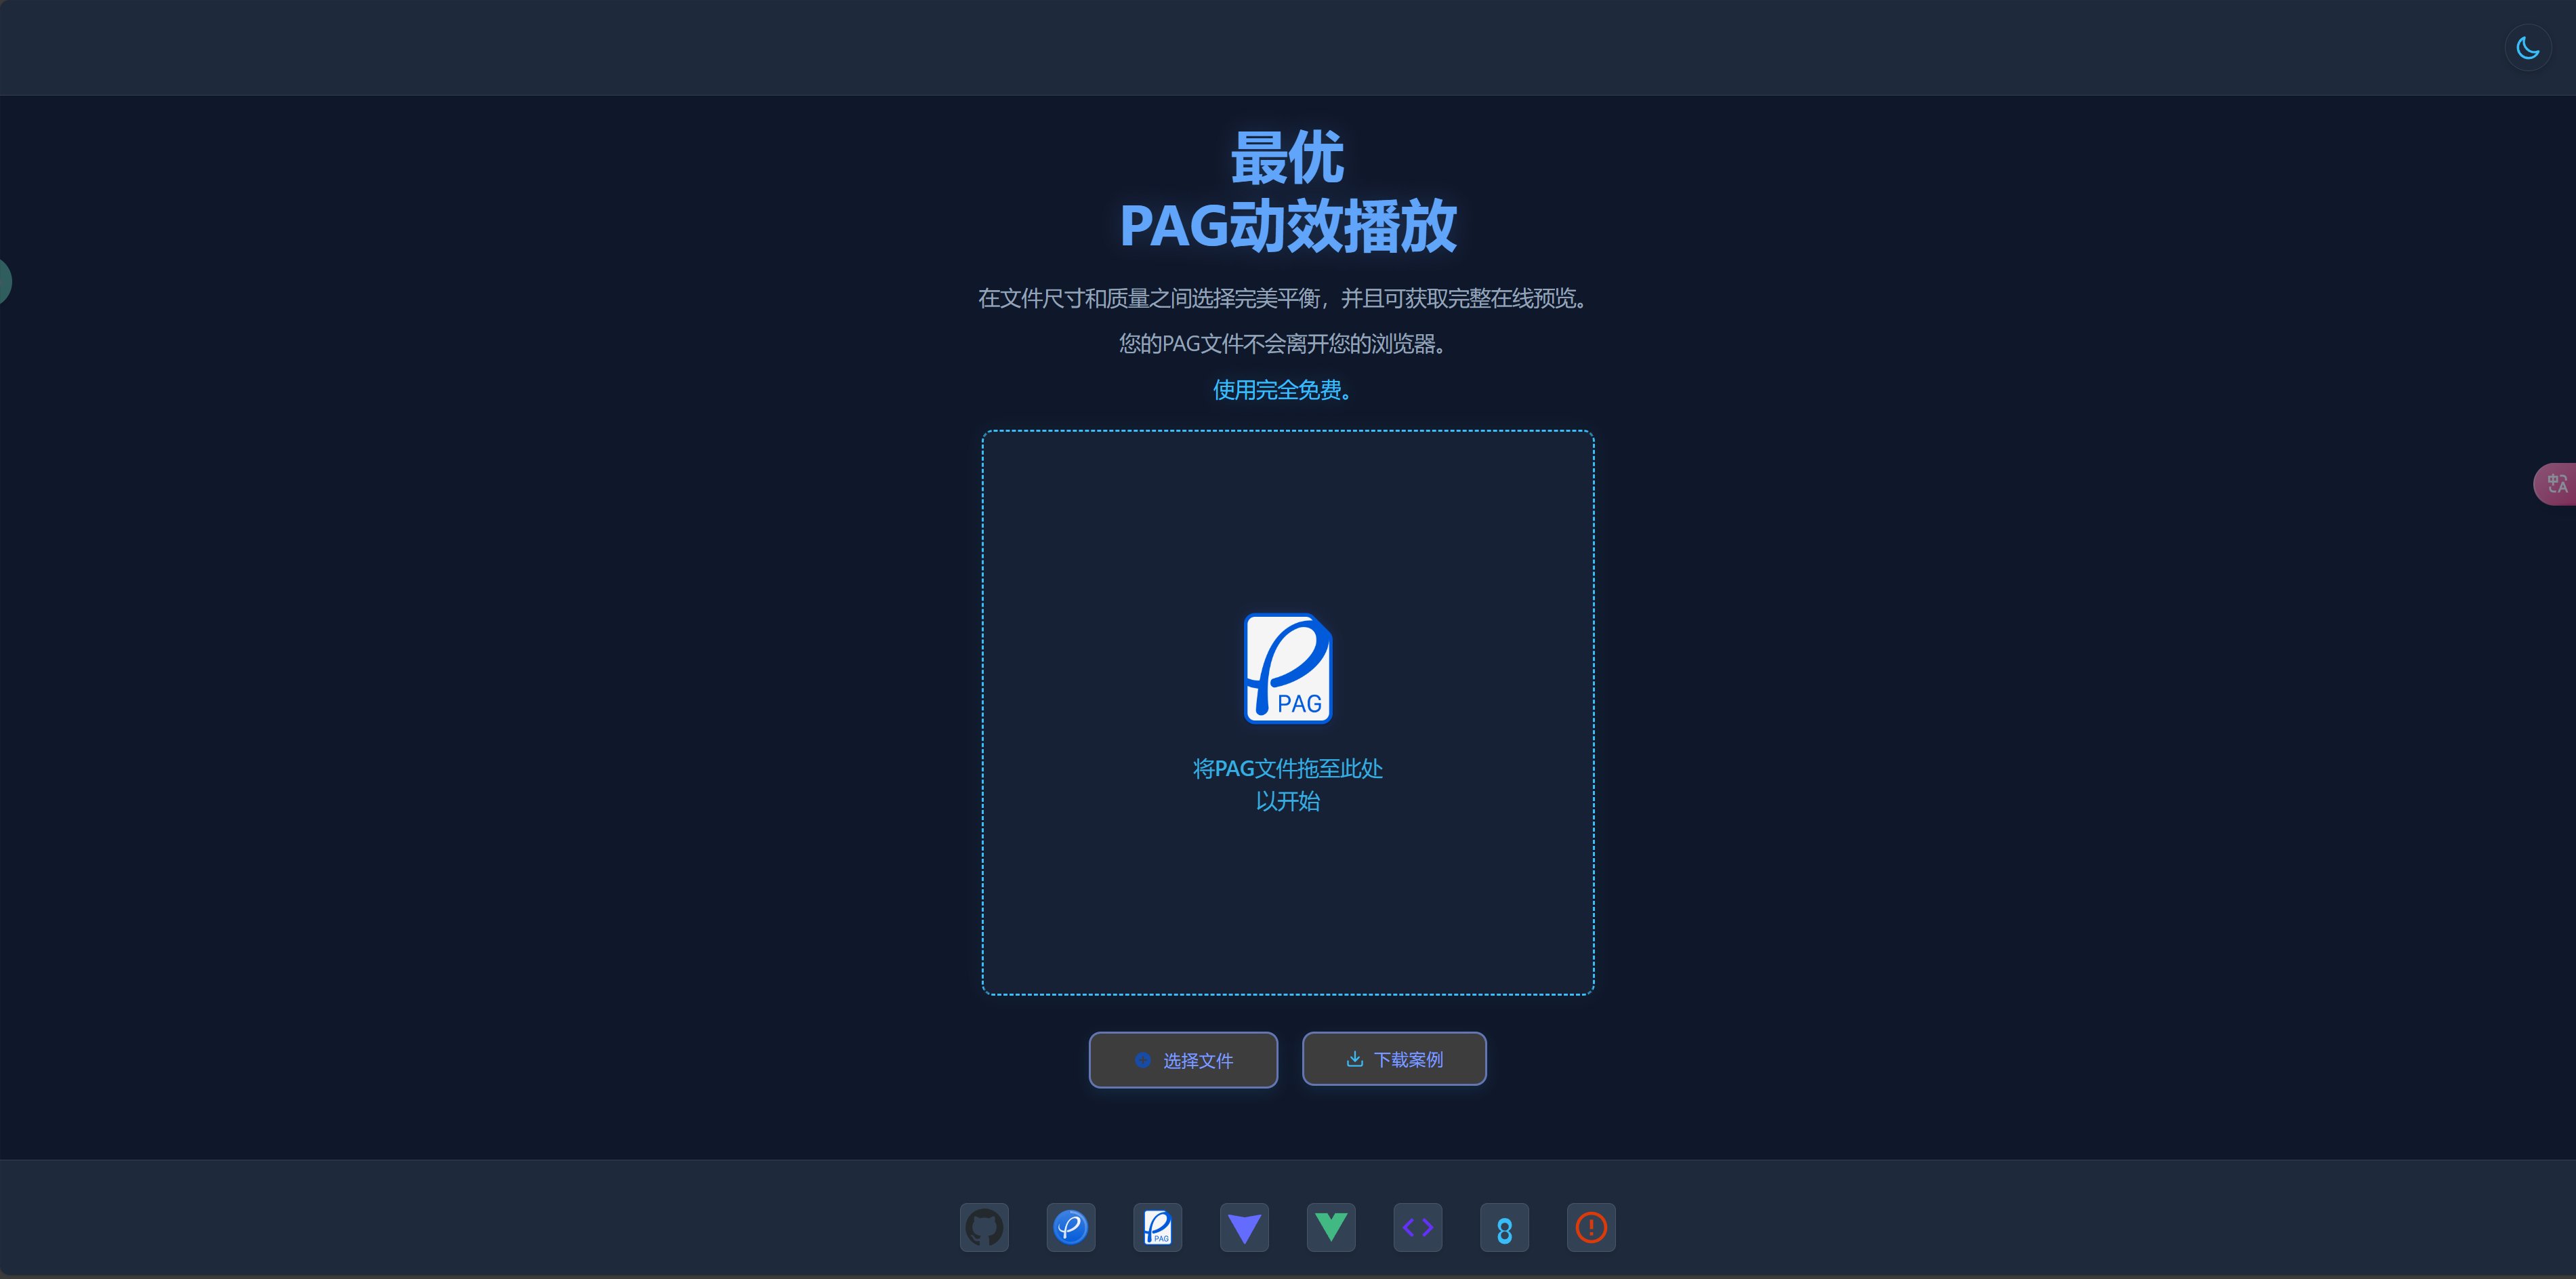 最优
PAG动效播放
在文件尺寸和质量之间选择完美平衡，并且可获取完整在线预览。
您的PAG文件不会离开您的浏览器。
使用完全免费。
PAG
将PAG文件拖至此处
以开始
选择文件
下载案例
PAG